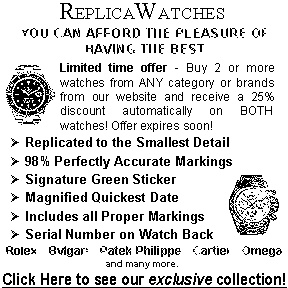 REPLICAWATCHES
YOU CAN AFFORD THE PLEASURE OF
HAVING THE BEST
Limited time offer - Buy 2 or more
watches from ANY category or brands
from our website and receive a 25%
discount automatically on BOTH
watches! Offer expires soon!
➢ Replicated to the Smallest Detail
➢ 98% Perfectly Accurate Markings
➢ Signature Green Sticker
➢ Magnified Quickest Date
➢ Includes all Proper Markings
➢ Serial Number on Watch Back
Rolex Bvlgari Patek Philippe Cartier Omega
and many more.
Click Here to see our exclusive collection!